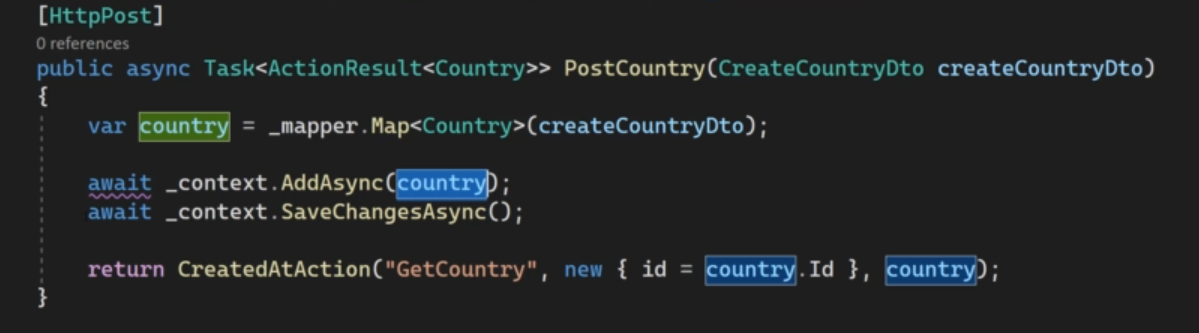 [HttpPost]
0 references
public async Task<ActionResult<Country>> PostCountry(CreateCountryDto createCountryDto)
{
var country = _mapper.Map<Country>(createCountryDto);
await _context.AddAsync(country);
await _context.SaveChangesAsync();
return CreatedAtAction("GetCountry", new { id = country.Id }, country);
}